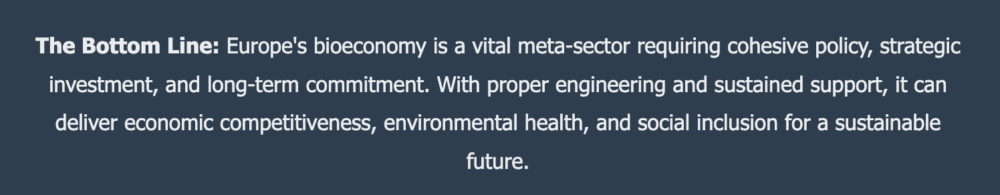 The Bottom Line: Europe's bioeconomy is a vital meta-sector requiring cohesive policy, strategic
investment, and long-term commitment. With proper engineering and sustained support, it can
deliver economic competitiveness, environmental health, and social inclusion for a sustainable
future.